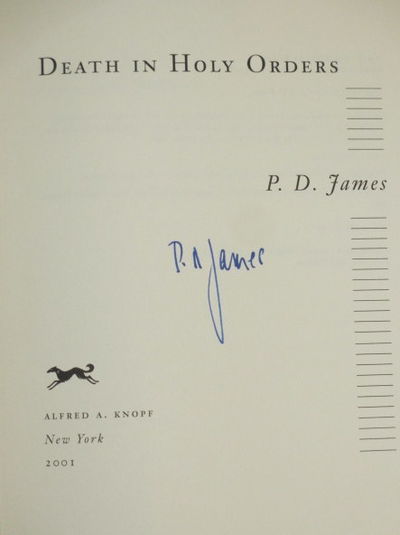 DEATH IN HOLY ORDERS
P. D. James
P. D James
ALFRED A. KNOPF
New York
2001